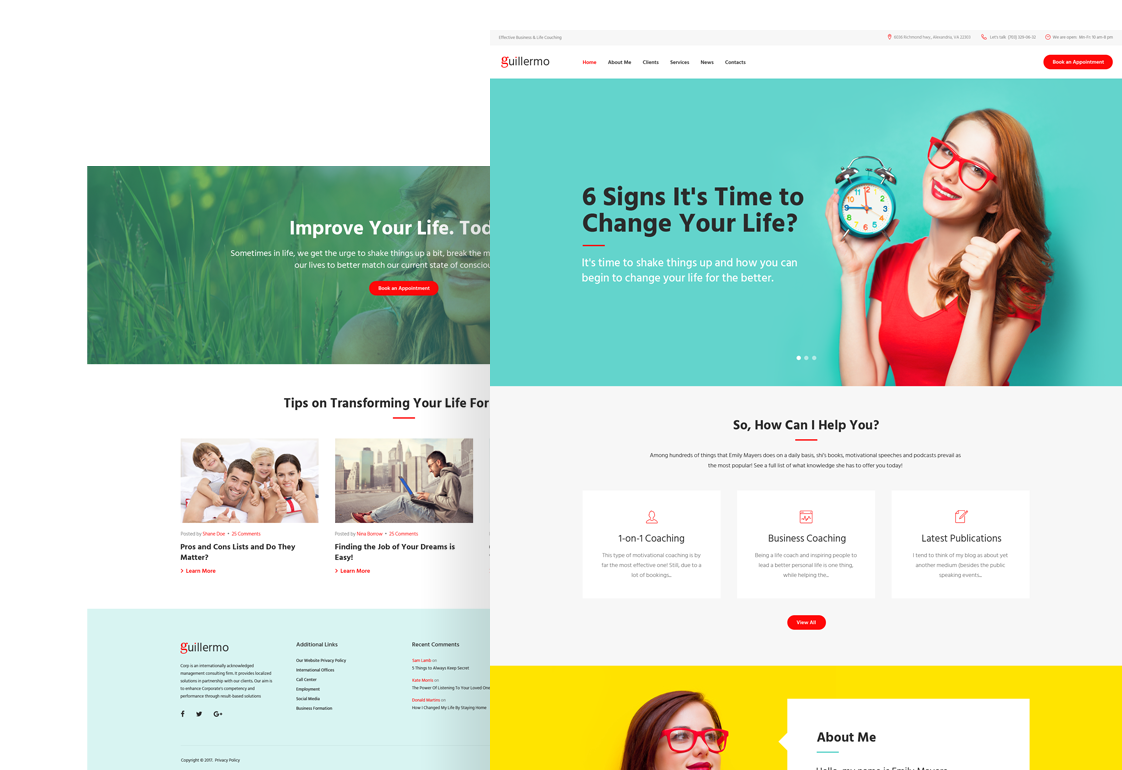 Effective Business & Life Coaching
8006 Richmond hwy., Alexandria, VA 22305
Let's talk (703) 329-06-32
We are open: Mn-Fr: 10 am-8 pm
guillermo
Home
About Me
Clients
Services
News
Contacts
Book an Appointment
6 Signs It's Time to
Change Your Life?
It's time to shake things up and how you can
begin to change your life for the better.
So, How Can I Help You?
Among hundreds of things that Emily Mayers does on a daily basis, shi's books, motivational speeches and podcasts prevail as
the most popular! See a full list of what knowledge she has to offer you today!
1-on-1 Coaching
This type of motivational coaching is by
far the most effective one! Still, due to a
lot of bookings..
Business Coaching
Being a life coach and inspiring people to
lead a better personal life is one thing,
while helping the..
Latest Publications
I tend to think of my blog as about yet
another medium (besides the public
speaking events..
View All
About Me
Hello, my name is Emily Mayers
Improve Your Life.
Sometimes in life, we get the urge to shake things up a bit, break the
our lives to better match our current state of
Book an Appointment
Tips on Transforming Your Life For
Posted by Share Doe • 25 Comments
Pros and Cons Lists and Do They
Matter?
Learn More
Posted by Nina Borrow • 25 Comments
Finding the Job of Your Dreams is
Easy!
Learn More
guillermo
Corp is an internationally acknowledged
management consulting firm. It provides localized
solutions in partnership with our clients. Our aim is
to enhance Corporate's competency and
performance through result-based solutions
Additional Links
Our Website Privacy Policy
International Offices
Call Center
Employment
Social Media
Business Formation
Recent Comments
Sam Lamb on
5 Things to Always Keep Secret
Kate Morris on
The Power Of Listening To Your Loved One
Donald Martins on
How I Changed My Life By Staying Home
Copyright © 2017. Privacy Policy